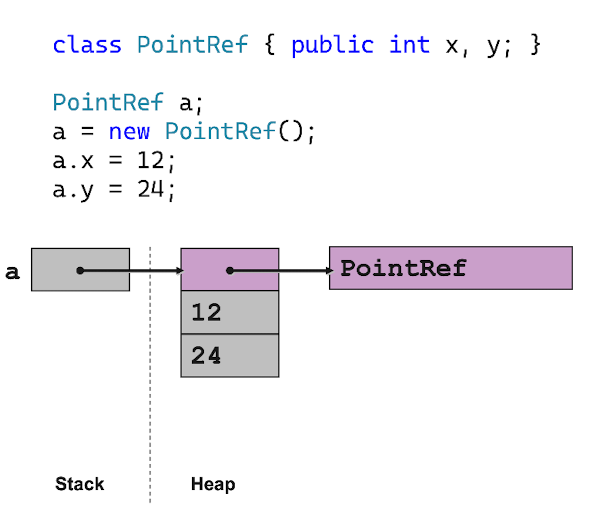 class PointRef { public int x, y; }
PointRef a;
a = new PointRef();
a.x = 12;
a.y = 24;
a
PointRef
12
24
Stack
Heap